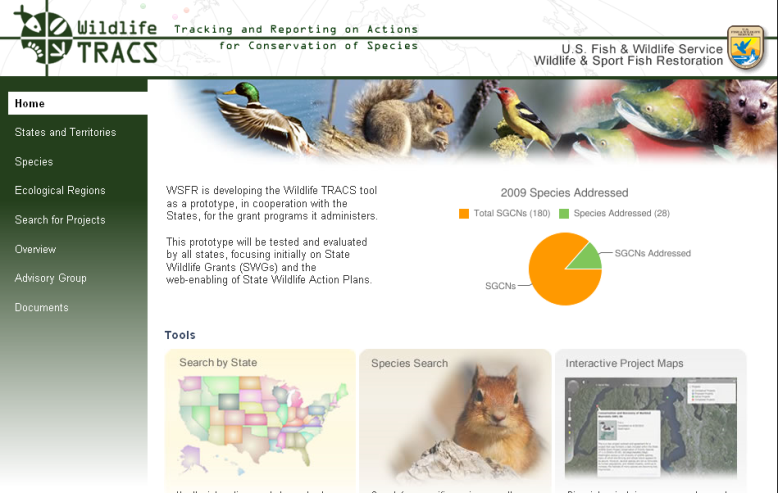 Wildlife
TRACS
Tracking and Reporting on Actions
for Conservation of Species
U.S. Fish & Wildlife Service
Wildlife & Sport Fish Restoration
Home
States and Territories
Species
Ecological Regions
Search for Projects
Overview
Advisory Group
Documents
WSFR is developing the Wildlife TRACS tool
as a prototype, in cooperation with the
States, for the grant programs it administers.
This prototype will be tested and evaluated
by all states, focusing initially on State
Wildlife Grants (SWGs) and the
web-enabling of State Wildlife Action Plans.
2009 Species Addressed
Total SGCNs (180)
Species Addressed (28)
SGCNs Addressed
SGCNs
Tools
Search by State
Species Search
Interactive Project Maps